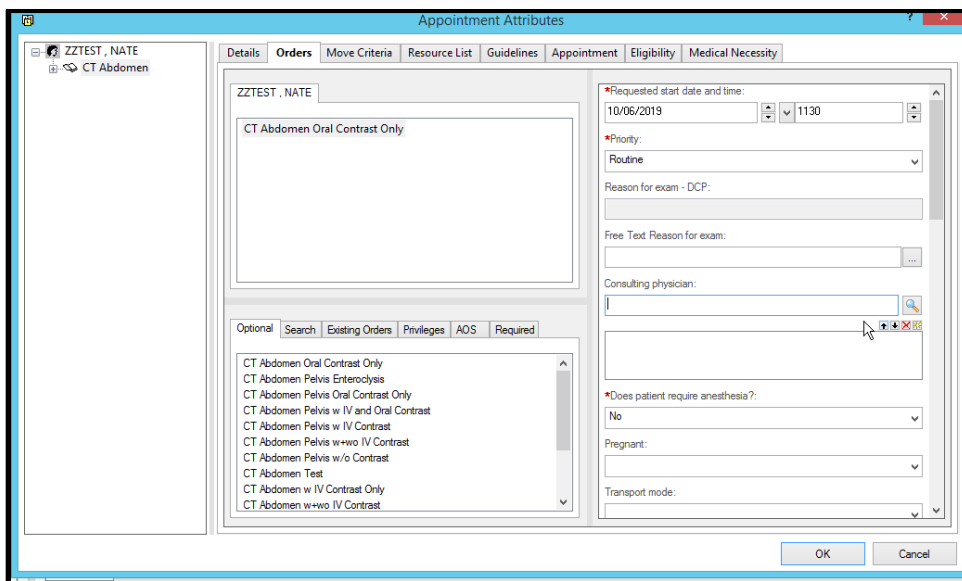 Appointment Attributes
?
ZZTEST , NATE
CT Abdomen
Details Orders Move Criteria Resource List Guidelines Appointment Eligibility Medical Necessity
ZZTEST , NATE
CT Abdomen Oral Contrast Only
Optional Search Existing Orders Privileges AOS Required
CT Abdomen Oral Contrast Only
CT Abdomen Pelvis Enteroclysis
CT Abdomen Pelvis Oral Contrast Only
CT Abdomen Pelvis w IV and Oral Contrast
CT Abdomen Pelvis w IV Contrast
CT Abdomen Pelvis w+wo IV Contrast
CT Abdomen Pelvis w/o Contrast
CT Abdomen Test
CT Abdomen w IV Contrast Only
CT Abdomen w+wo IV Contrast
*Requested start date and time:
10/06/2019 1130
*Priority:
Routine
Reason for exam - DCP:
Free Text Reason for exam:
...
Consulting physician:
*Does patient require anesthesia?:
No
Pregnant:
Transport mode:
OK Cancel